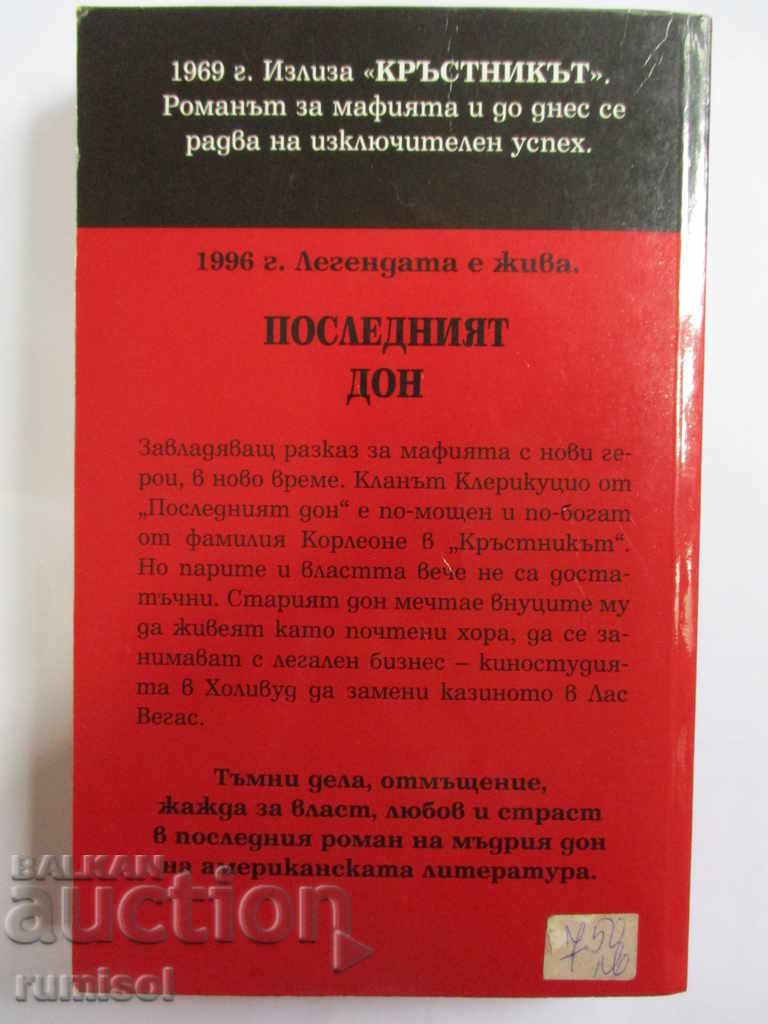 1969 г. Излиза «КРЪСТНИКЪТ».
Романът за мафията и до днес се
радва на изключителен успех.
1996 г. Легендата е жива.
ПОСЛЕДНИЯТ
ДОН
Завладяващ разказ за мафията с нови ге-
рои, в ново време. Кланът Клерикуцио от
„Последният дон“ е по-мощен и по-богат
от фамилия Корлеоне в „Кръстникът“.
Но парите и властта вече не са доста-
тъчни. Старият дон мечтае внуците му
да живеят като почтени хора, да се за-
нимават с легален бизнес – киностудия-
та в Холивуд да замени казиното в Лас
Вегас.
Тъмни дела, отмъщение,
жажда за власт, любов и страст
в последния роман на мъдрия дон
на американската литература.
BALKAN
auction
rumisol
750
лв